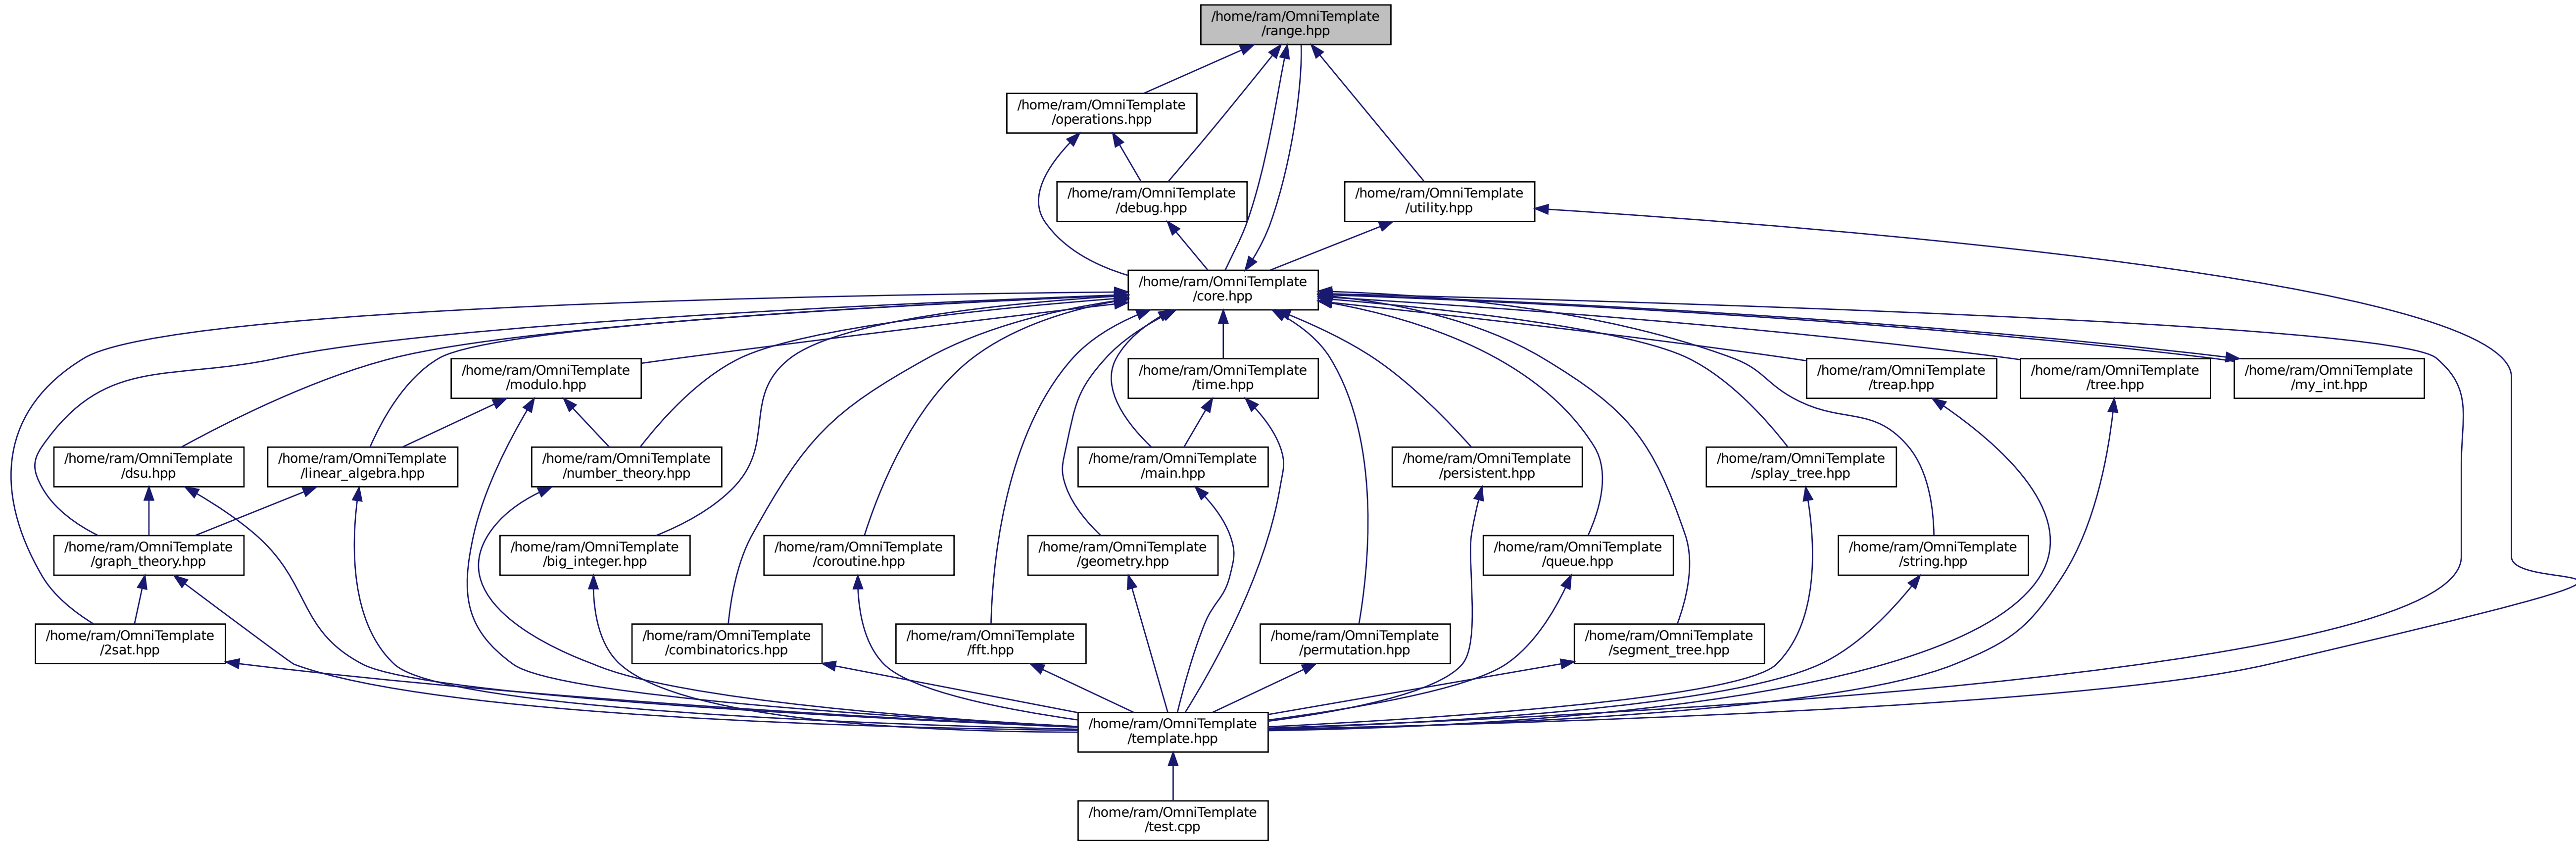 /home/ram/OmniTemplate
/range.hpp
/home/ram/OmniTemplate
/operations.hpp
/home/ram/OmniTemplate
/debug.hpp
/home/ram/OmniTemplate
/utility.hpp
/home/ram/OmniTemplate
/core.hpp
/home/ram/OmniTemplate
/modulo.hpp
/home/ram/OmniTemplate
/time.hpp
/home/ram/OmniTemplate
/treap.hpp
/home/ram/OmniTemplate
/tree.hpp
/home/ram/OmniTemplate
/my_int.hpp
/home/ram/OmniTemplate
/dsu.hpp
/home/ram/OmniTemplate
/linear_algebra.hpp
/home/ram/OmniTemplate
/number_theory.hpp
/home/ram/OmniTemplate
/main.hpp
/home/ram/OmniTemplate
/persistent.hpp
/home/ram/OmniTemplate
/splay_tree.hpp
/home/ram/OmniTemplate
/graph_theory.hpp
/home/ram/OmniTemplate
/big_integer.hpp
/home/ram/OmniTemplate
/coroutine.hpp
/home/ram/OmniTemplate
/geometry.hpp
/home/ram/OmniTemplate
/queue.hpp
/home/ram/OmniTemplate
/string.hpp
/home/ram/OmniTemplate
/2sat.hpp
/home/ram/OmniTemplate
/combinatorics.hpp
/home/ram/OmniTemplate
/fft.hpp
/home/ram/OmniTemplate
/permutation.hpp
/home/ram/OmniTemplate
/segment_tree.hpp
/home/ram/OmniTemplate
/template.hpp
/home/ram/OmniTemplate
/test.cpp